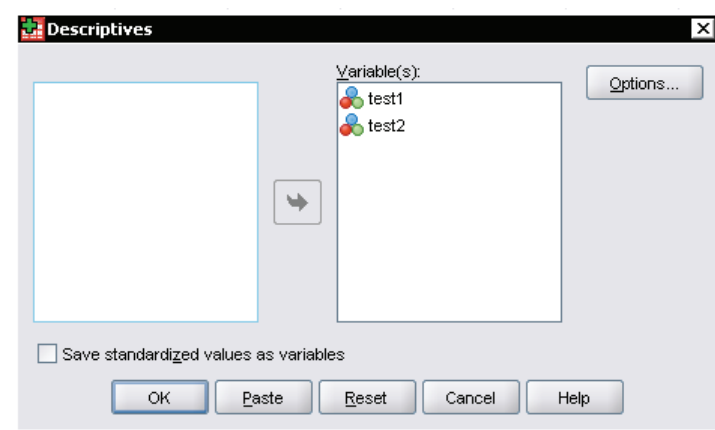 Descriptives
Variable(s):
Options...
test1
test2
Save standardized values as variables
OK
Paste
Reset
Cancel
Help